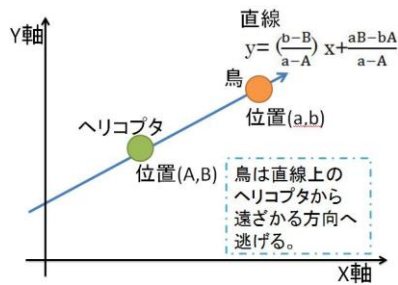 Y軸
直線
y= (b−B/a−A) x+ aB−bA/a−A
鳥
位置(a,b)
ヘリコプタ
位置(A,B)
鳥は直線上の
ヘリコプタから
遠ざかる方向へ
逃げる。
X軸